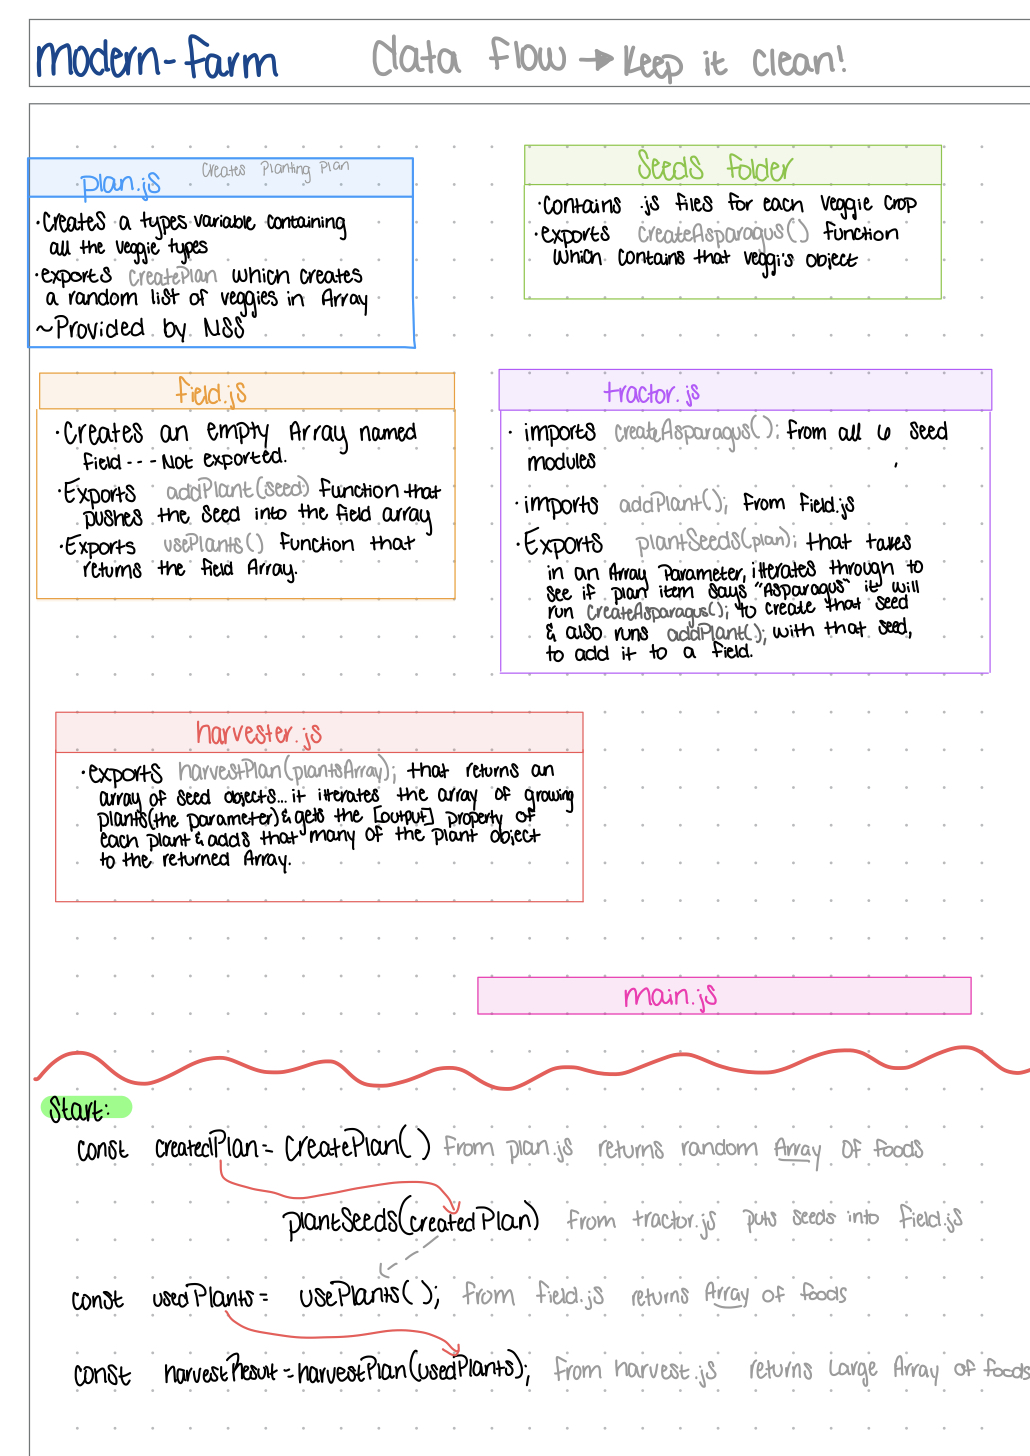 modern-farm   data flow → Keep it clean!
plan.js   Creates Planting Plan
·Creates a types variable containing
all the veggie types
·exports createPlan which creates
a random list of veggies in Array
~Provided by NSS
Seeds folder
·Contains .js files for each Veggie Crop
·exports createAsparagus() function
which contains that veggi's object
field.js
·Creates an empty Array named
field---Not exported.
·Exports addPlant(seed) function that
pushes the seed into the field array
·Exports usePlants() function that
returns the field Array.
tractor.js
· imports createAsparagus(); from all 6 seed
modules
· imports addPlant(); from field.js
· Exports plantSeeds(plan); that takes
in an Array Parameter, itterates through to
see if plan item says "Asparagus" it will
run createAsparagus(); to create that seed
& also runs addPlant(); with that seed,
to add it to a field.
harvester.js
·exports harvestPlan(plantsArray); that returns an
array of seed objects...it itterates the array of growing
plants(the parameter) & gets the [output] property of
each plant & adds that many of the plant object
to the returned Array.
main.js
Start:
const createdPlan = CreatePlan() from plan.js returns random Array of foods
plantSeeds(createdPlan) from tractor.js puts seeds into field.js
const usedPlants = usePlants(); from field.js returns Array of foods
const harvestResult = harvestPlan(usedPlants); from harvest.js returns Large Array of foods